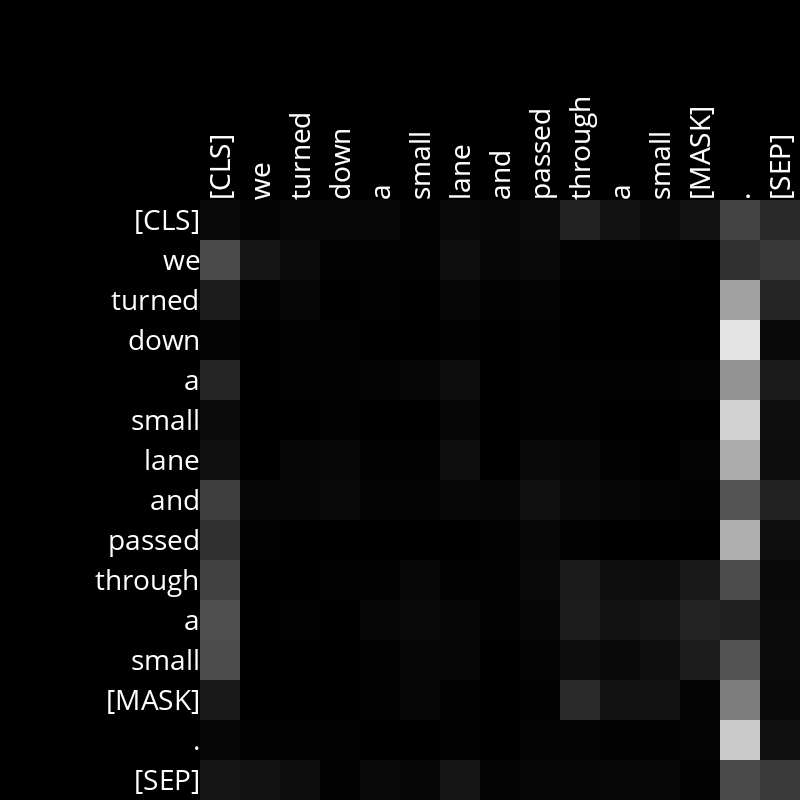 [CLS] we turned down a small lane and passed through a small [MASK] . [SEP]
[CLS]
we
turned
down
a
small
lane
and
passed
through
a
small
[MASK]
.
[SEP]